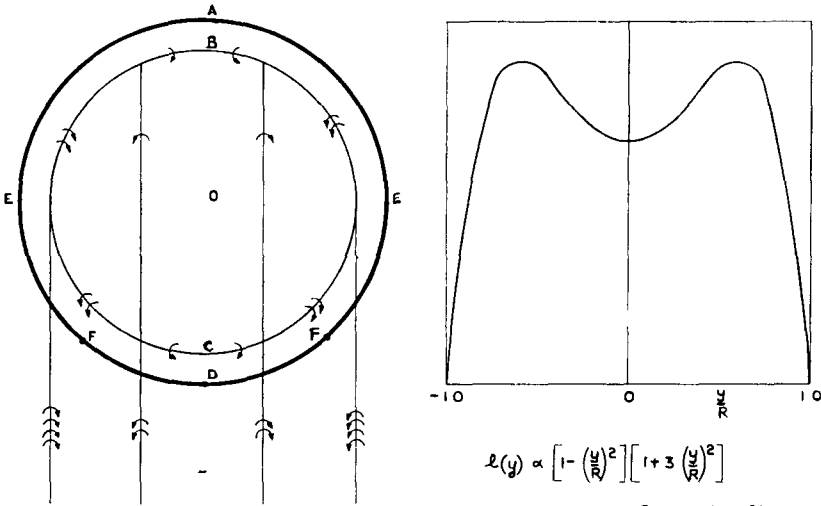 A
B
E
O
E
F
F
C
D
-1 0
0
y/R
1 0
l(y) ∝ [1-(y/R)^2][1+3(y/R)^2]